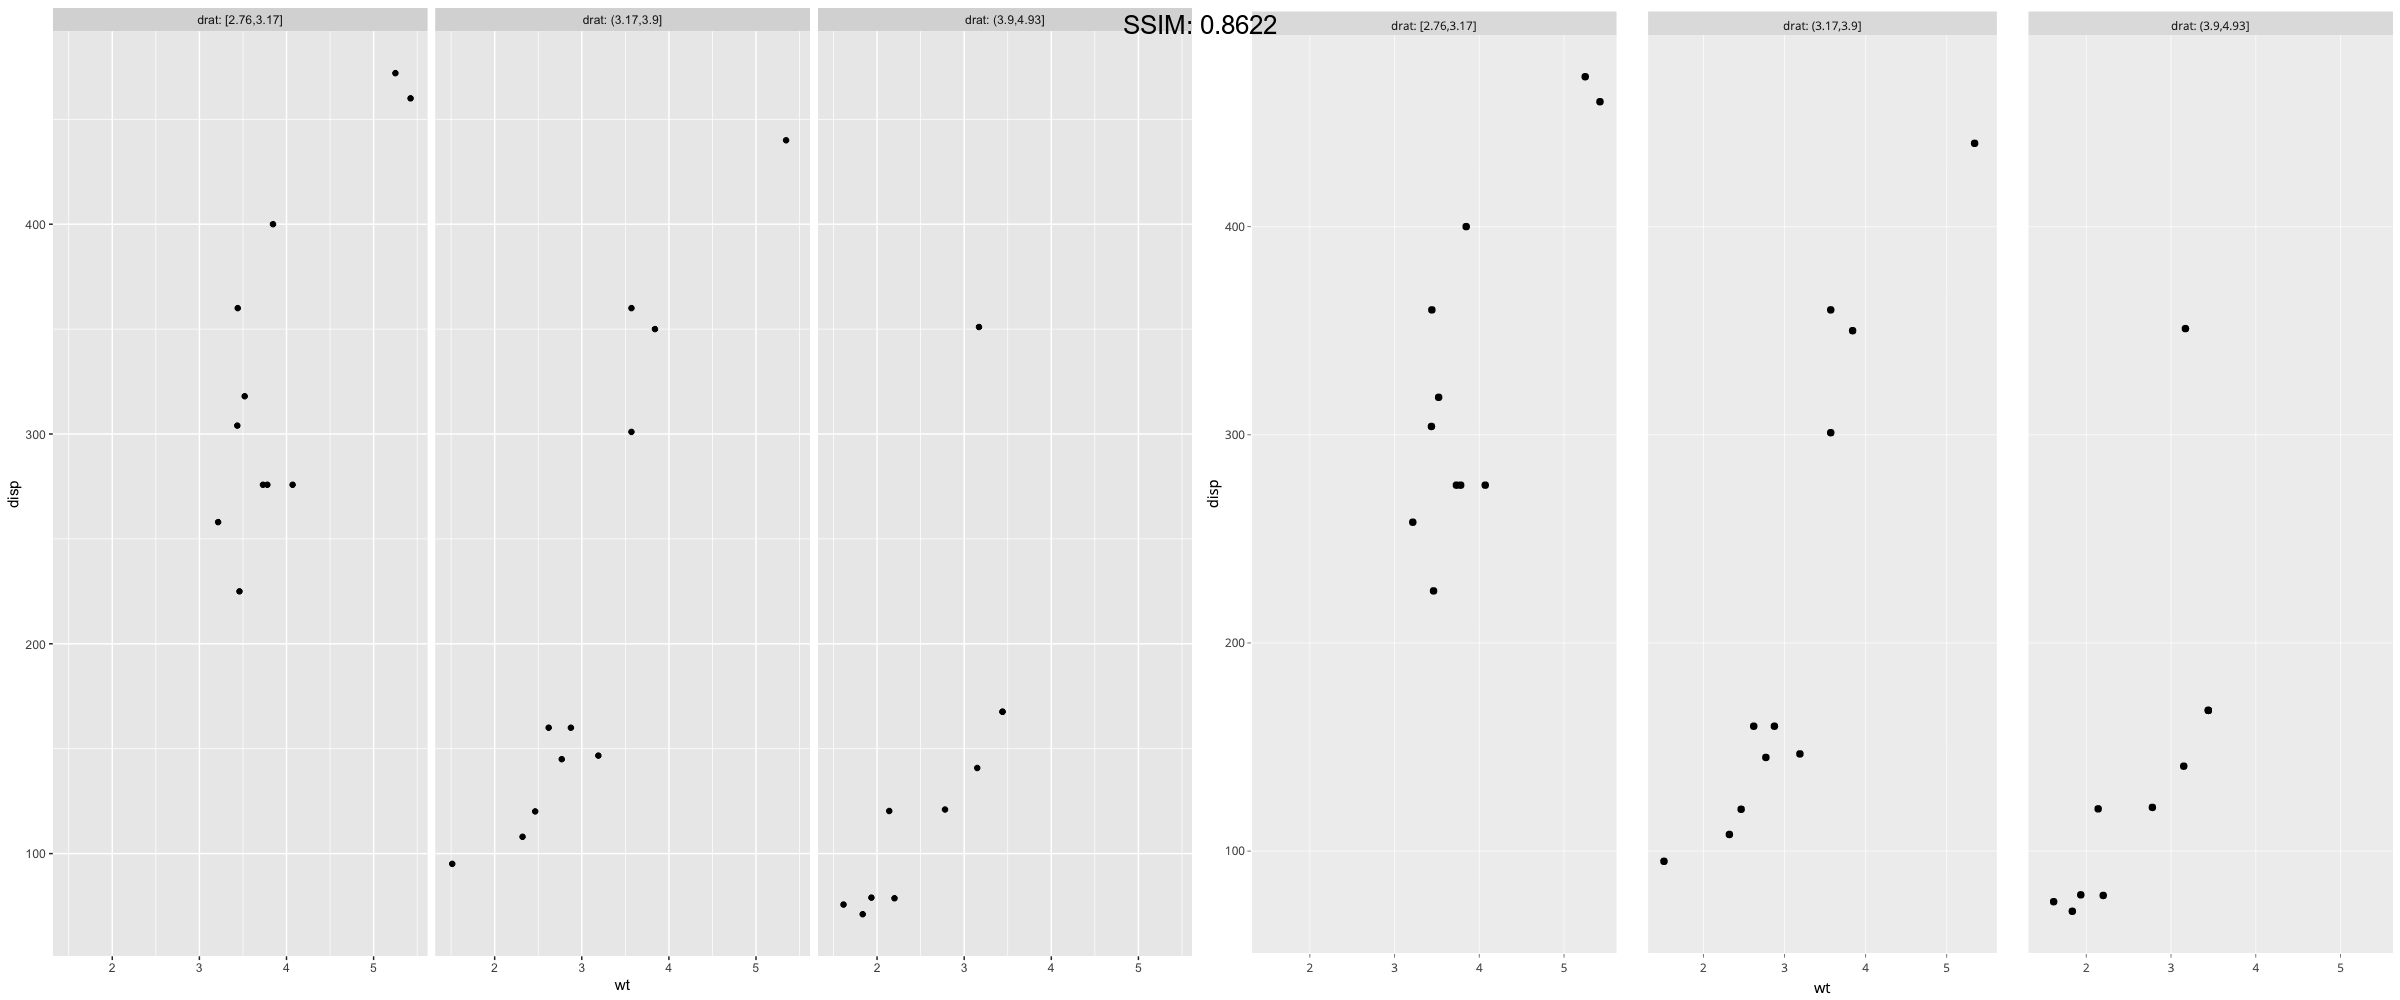 drat: [2.76,3.17]
drat: (3.17,3.9]
drat: (3.9,4.93]
400
300
200
100
disp
2
3
4
5
2
3
4
5
2
3
4
5
wt
SSIM: 0.8622
drat: [2.76,3.17]
drat: (3.17,3.9]
drat: (3.9,4.93]
400
300
200
100
disp
2
3
4
5
2
3
4
5
2
3
4
5
wt